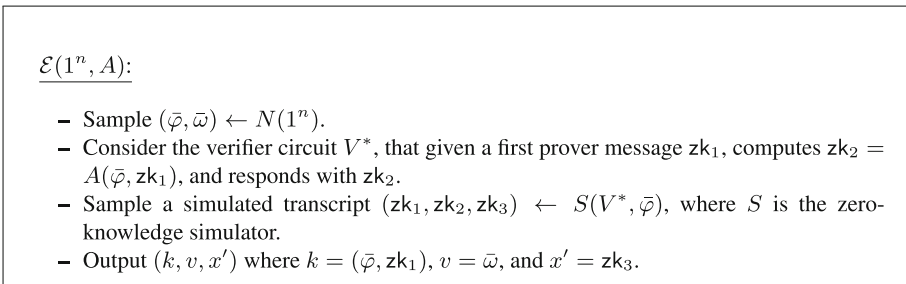 ℰ(1ⁿ, A):
– Sample (φ̄, ω̄) ← N(1ⁿ).
– Consider the verifier circuit V*, that given a first prover message zk₁, computes zk₂ =
A(φ̄, zk₁), and responds with zk₂.
– Sample a simulated transcript (zk₁, zk₂, zk₃) ← S(V*, φ̄), where S is the zero-
knowledge simulator.
– Output (k, v, x′) where k = (φ̄, zk₁), v = ω̄, and x′ = zk₃.